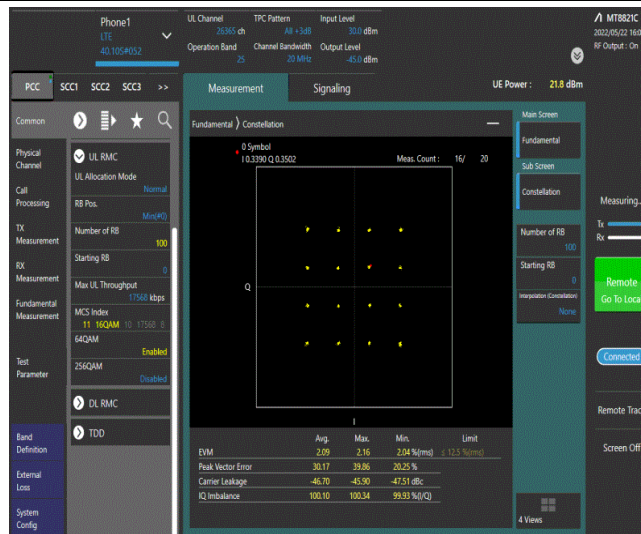 Phone1
LTE
40.105#052
UL Channel TPC Pattern Input Level
26365 ch All +3dB 30.0 dBm
Operation Band Channel Bandwidth Output Level
25 20 MHz -45.0 dBm
MT8821C
2022/05/22 16:0
RF Output : On
PCC SCC1 SCC2 SCC3 >>
Measurement Signaling
UE Power : 21.8 dBm
Common
Physical
Channel
Call
Processing
TX
Measurement
RX
Measurement
Fundamental
Measurement
Test
Parameter
Band
Definition
External
Loss
System
Config
UL RMC
UL Allocation Mode
Normal
RB Pos.
Min(#0)
Number of RB
100
Starting RB
0
Max UL Throughput
17568 kbps
MCS Index
11 16QAM 10 17568 8
64QAM
Enabled
256QAM
Disabled
DL RMC
TDD
Fundamental 》 Constellation
0 Symbol
I 0.3390 Q 0.3502 Meas. Count : 16/ 20
Q
I
Avg. Max. Min. Limit
EVM 2.09 2.16 2.04 %(rms) ≤ 12.5 %(rms)
Peak Vector Error 30.17 39.86 20.25 %
Carrier Leakage -46.70 -45.90 -47.51 dBc
IQ Imbalance 100.10 100.34 99.93 %(I/Q)
Main Screen
Fundamental
Sub Screen
Constellation
Number of RB
100
Starting RB
0
Interpolation (Constellation)
None
4 Views
Measuring..
Tx
Rx
Remote
Go To Loca
Connected
Remote Trac
Screen Off